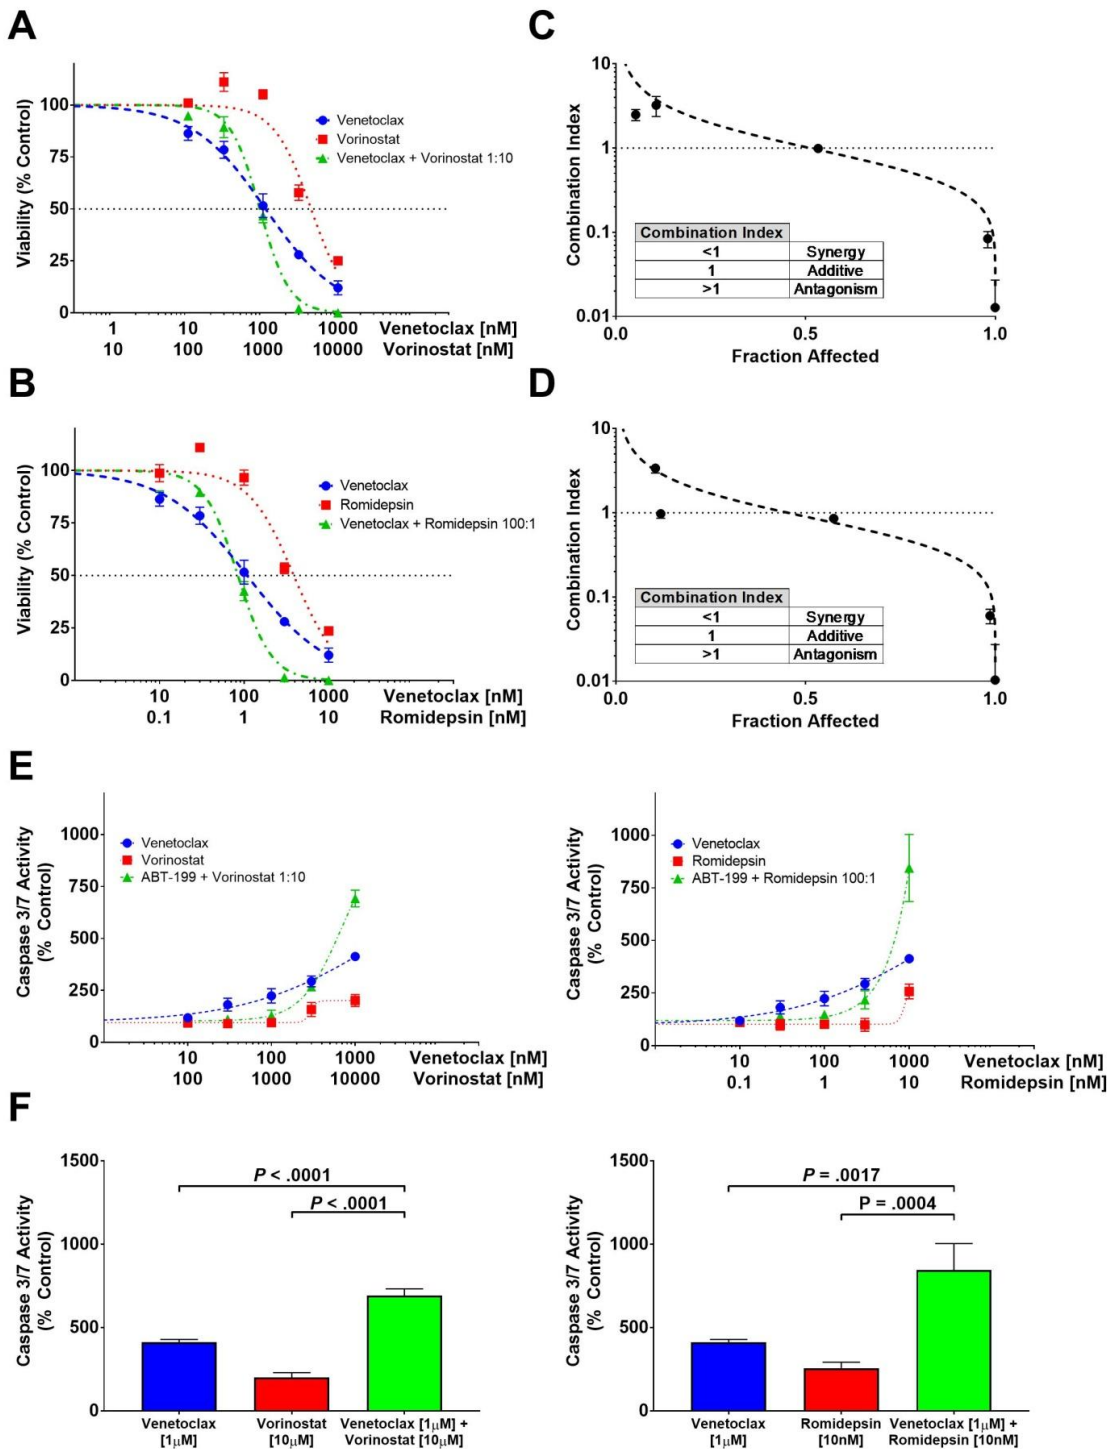 A
100
75
50
25
0
Viability (% Control)
Venetoclax
Vorinostat
Venetoclax + Vorinostat 1:10
1 10 100 1000 Venetoclax [nM]
10 100 1000 10000 Vorinostat [nM]
C
10
1
0.1
0.01
Combination Index
Combination Index
<1 Synergy
1 Additive
>1 Antagonism
0.0 0.5 1.0
Fraction Affected
B
100
75
50
25
0
Viability (% Control)
Venetoclax
Romidepsin
Venetoclax + Romidepsin 100:1
10 100 1000 Venetoclax [nM]
0.1 1 10 Romidepsin [nM]
D
10
1
0.1
0.01
Combination Index
Combination Index
<1 Synergy
1 Additive
>1 Antagonism
0.0 0.5 1.0
Fraction Affected
E
1000
750
500
250
0
Caspase 3/7 Activity
(% Control)
Venetoclax
Vorinostat
ABT-199 + Vorinostat 1:10
10 100 1000 Venetoclax [nM]
100 1000 10000 Vorinostat [nM]
1000
750
500
250
0
Caspase 3/7 Activity
(% Control)
Venetoclax
Romidepsin
ABT-199 + Romidepsin 100:1
10 100 1000 Venetoclax [nM]
0.1 1 10 Romidepsin [nM]
F
1500
1000
500
0
Caspase 3/7 Activity
(% Control)
P < .0001
P < .0001
Venetoclax Vorinostat Venetoclax [1μM] +
[1μM] [10μM] Vorinostat [10μM]
1500
1000
500
0
Caspase 3/7 Activity
(% Control)
P = .0017
P = .0004
Venetoclax Romidepsin Venetoclax [1μM] +
[1μM] [10nM] Romidepsin [10nM]